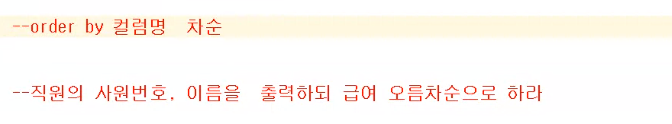 --order by 컬럼명  차순
--직원의 사원번호, 이름을  출력하되 급여 오름차순으로 하라